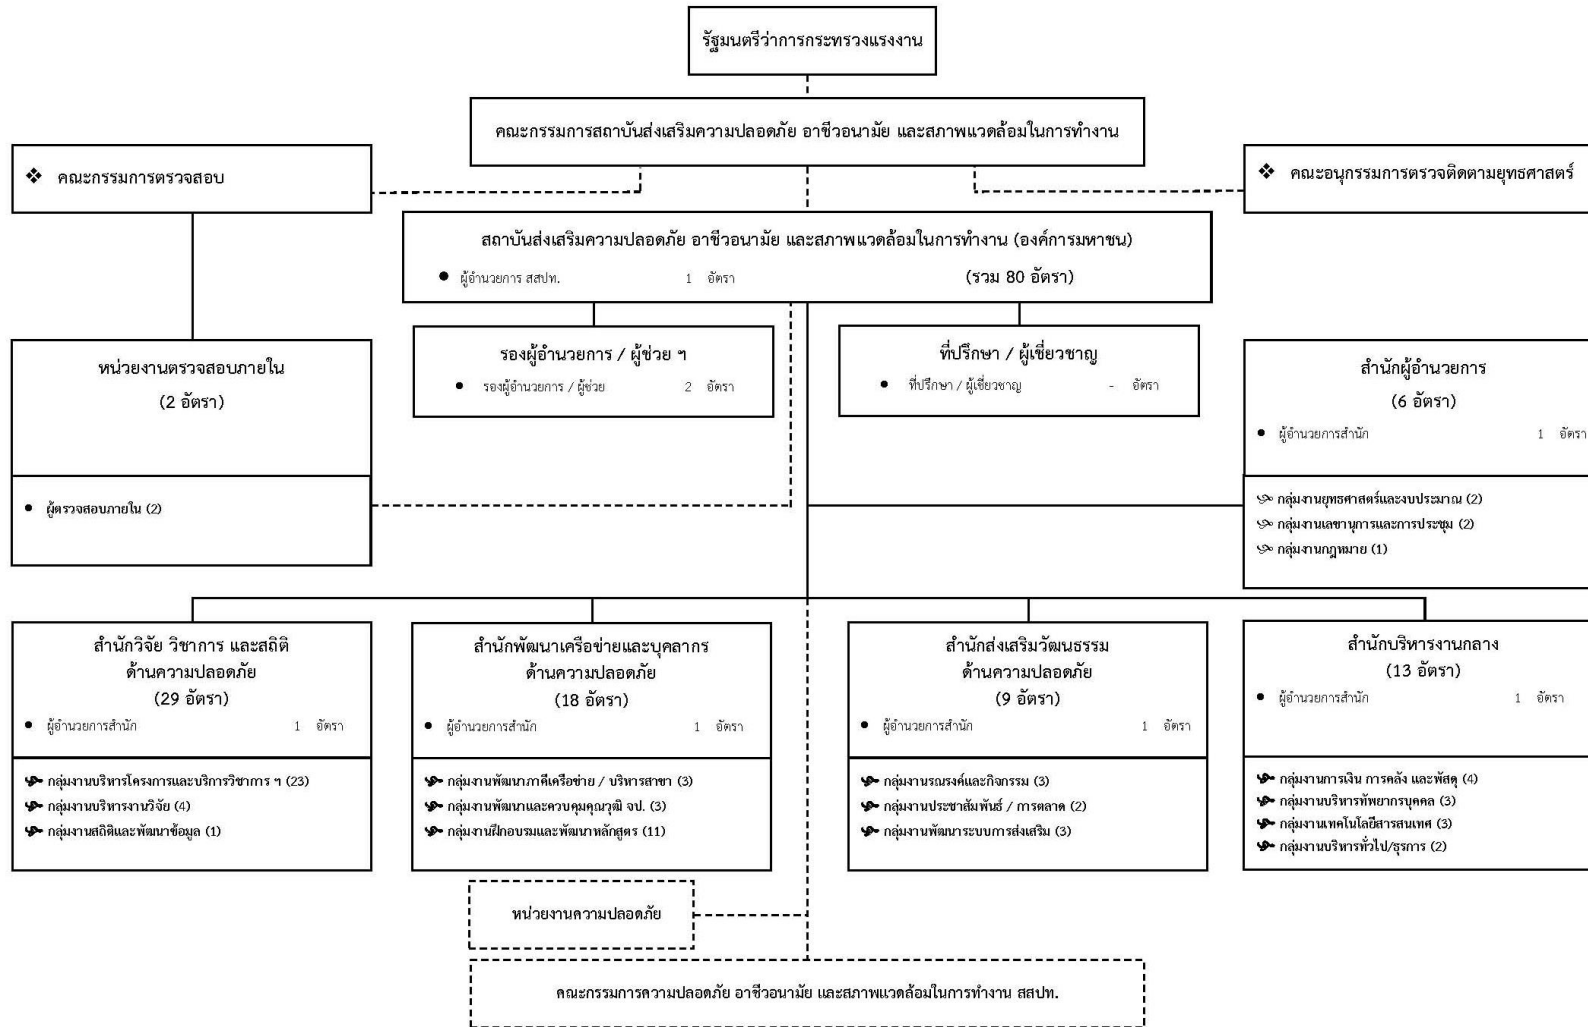 รัฐมนตรีว่าการกระทรวงแรงงาน
คณะกรรมการสถาบันส่งเสริมความปลอดภัย อาชีวอนามัย และสภาพแวดล้อมในการทำงาน
❖ คณะกรรมการตรวจสอบ
❖ คณะอนุกรรมการตรวจติดตามยุทธศาสตร์
สถาบันส่งเสริมความปลอดภัย อาชีวอนามัย และสภาพแวดล้อมในการทำงาน (องค์การมหาชน)
● ผู้อำนวยการ สสปท. 1 อัตรา (รวม 80 อัตรา)
หน่วยงานตรวจสอบภายใน
(2 อัตรา)
● ผู้ตรวจสอบภายใน (2)
รองผู้อำนวยการ / ผู้ช่วย ฯ
● รองผู้อำนวยการ / ผู้ช่วย 2 อัตรา
ที่ปรึกษา / ผู้เชี่ยวชาญ
● ที่ปรึกษา / ผู้เชี่ยวชาญ - อัตรา
สำนักผู้อำนวยการ
(6 อัตรา)
● ผู้อำนวยการสำนัก 1 อัตรา
กลุ่มงานยุทธศาสตร์และงบประมาณ (2)
กลุ่มงานเลขานุการและการประชุม (2)
กลุ่มงานกฎหมาย (1)
สำนักวิจัย วิชาการ และสถิติ
ด้านความปลอดภัย
(29 อัตรา)
● ผู้อำนวยการสำนัก 1 อัตรา
กลุ่มงานบริหารโครงการและบริการวิชาการ ฯ (23)
กลุ่มงานบริหารงานวิจัย (4)
กลุ่มงานสถิติและพัฒนาข้อมูล (1)
สำนักพัฒนาเครือข่ายและบุคลากร
ด้านความปลอดภัย
(18 อัตรา)
● ผู้อำนวยการสำนัก 1 อัตรา
กลุ่มงานพัฒนาภาคีเครือข่าย / บริหารสาขา (3)
กลุ่มงานพัฒนาและควบคุมคุณวุฒิ จป. (3)
กลุ่มงานฝึกอบรมและพัฒนาหลักสูตร (11)
สำนักส่งเสริมวัฒนธรรม
ด้านความปลอดภัย
(9 อัตรา)
● ผู้อำนวยการสำนัก 1 อัตรา
กลุ่มงานรณรงค์และกิจกรรม (3)
กลุ่มงานประชาสัมพันธ์ / การตลาด (2)
กลุ่มงานพัฒนาระบบการส่งเสริม (3)
สำนักบริหารงานกลาง
(13 อัตรา)
● ผู้อำนวยการสำนัก 1 อัตรา
กลุ่มงานการเงิน การคลัง และพัสดุ (4)
กลุ่มงานบริหารทรัพยากรบุคคล (3)
กลุ่มงานเทคโนโลยีสารสนเทศ (3)
กลุ่มงานบริหารทั่วไป/ธุรการ (2)
หน่วยงานความปลอดภัย
คณะกรรมการความปลอดภัย อาชีวอนามัย และสภาพแวดล้อมในการทำงาน สสปท.